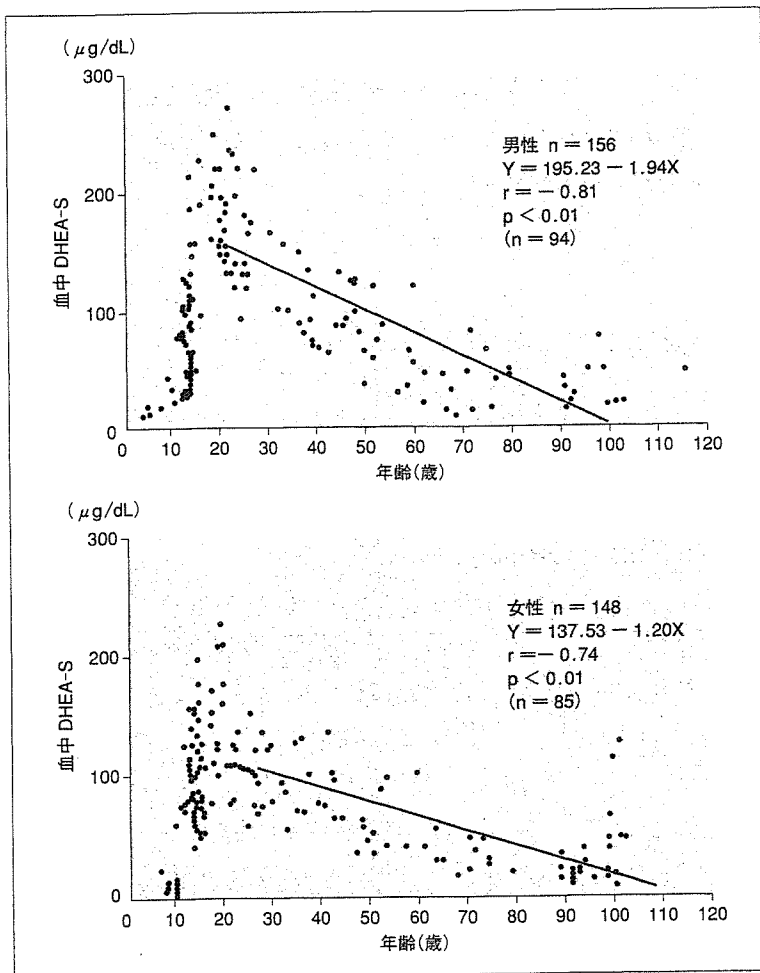 (μg/dL)
300
200
100
0
血中 DHEA-S
男性 n = 156
Y = 195.23 − 1.94X
r = − 0.81
p < 0.01
(n = 94)
0 10 20 30 40 50 60 70 80 90 100 110 120
年齢(歳)
(μg/dL)
300
200
100
0
血中 DHEA-S
女性 n = 148
Y = 137.53 − 1.20X
r = − 0.74
p < 0.01
(n = 85)
0 10 20 30 40 50 60 70 80 90 100 110 120
年齢(歳)